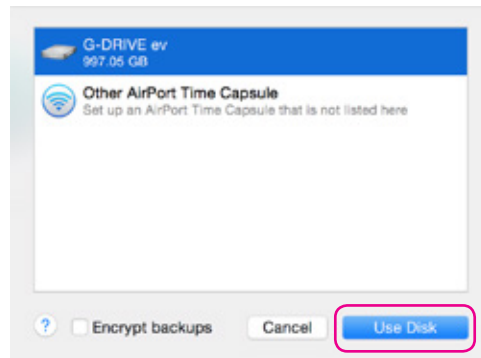 G-DRIVE ev
997.05 GB
Other AirPort Time Capsule
Set up an AirPort Time Capsule that is not listed here
? Encrypt backups Cancel Use Disk